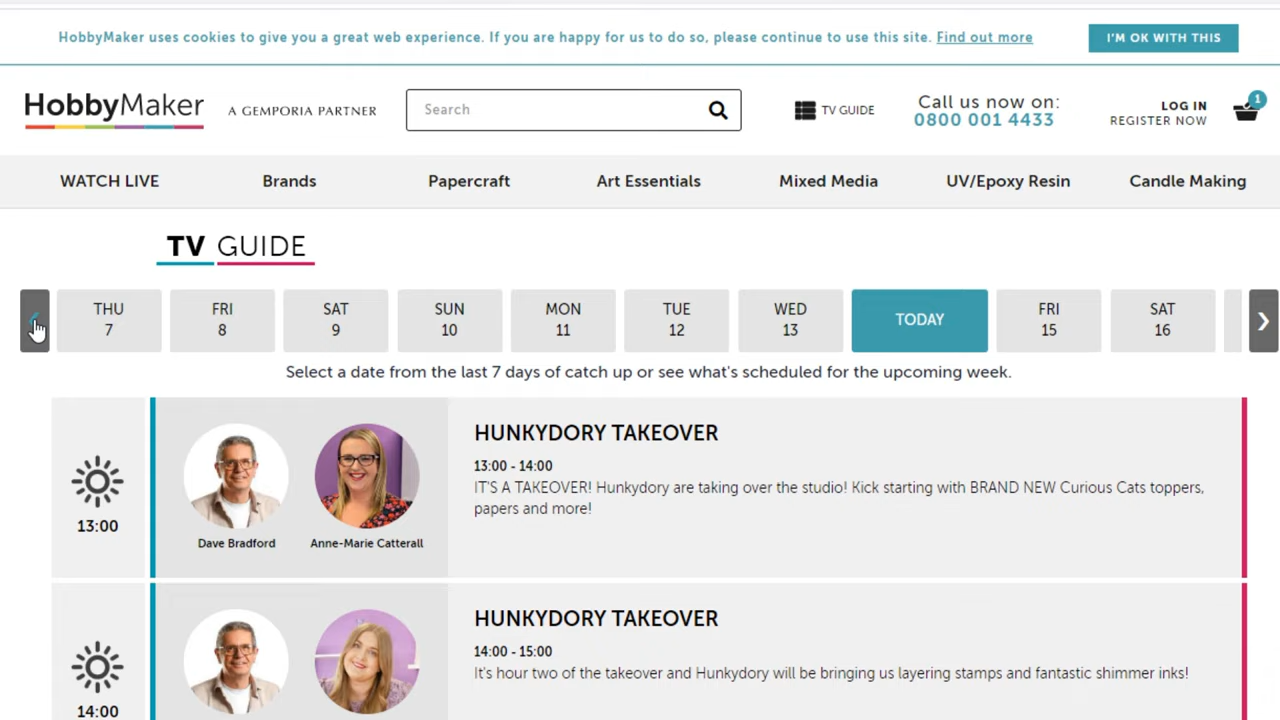 HobbyMaker uses cookies to give you a great web experience. If you are happy for us to do so, please continue to use this site. Find out more
I'M OK WITH THIS
HobbyMaker
A GEMPORIA PARTNER
Search
TV GUIDE
Call us now on:
0800 001 4433
LOG IN
REGISTER NOW
1
WATCH LIVE Brands Papercraft Art Essentials Mixed Media UV/Epoxy Resin Candle Making
TV GUIDE
THU
7
FRI
8
SAT
9
SUN
10
MON
11
TUE
12
WED
13
TODAY
FRI
15
SAT
16
Select a date from the last 7 days of catch up or see what's scheduled for the upcoming week.
13:00
Dave Bradford
Anne-Marie Catterall
HUNKYDORY TAKEOVER
13:00 - 14:00
IT'S A TAKEOVER! Hunkydory are taking over the studio! Kick starting with BRAND NEW Curious Cats toppers,
papers and more!
14:00
HUNKYDORY TAKEOVER
14:00 - 15:00
It's hour two of the takeover and Hunkydory will be bringing us layering stamps and fantastic shimmer inks!